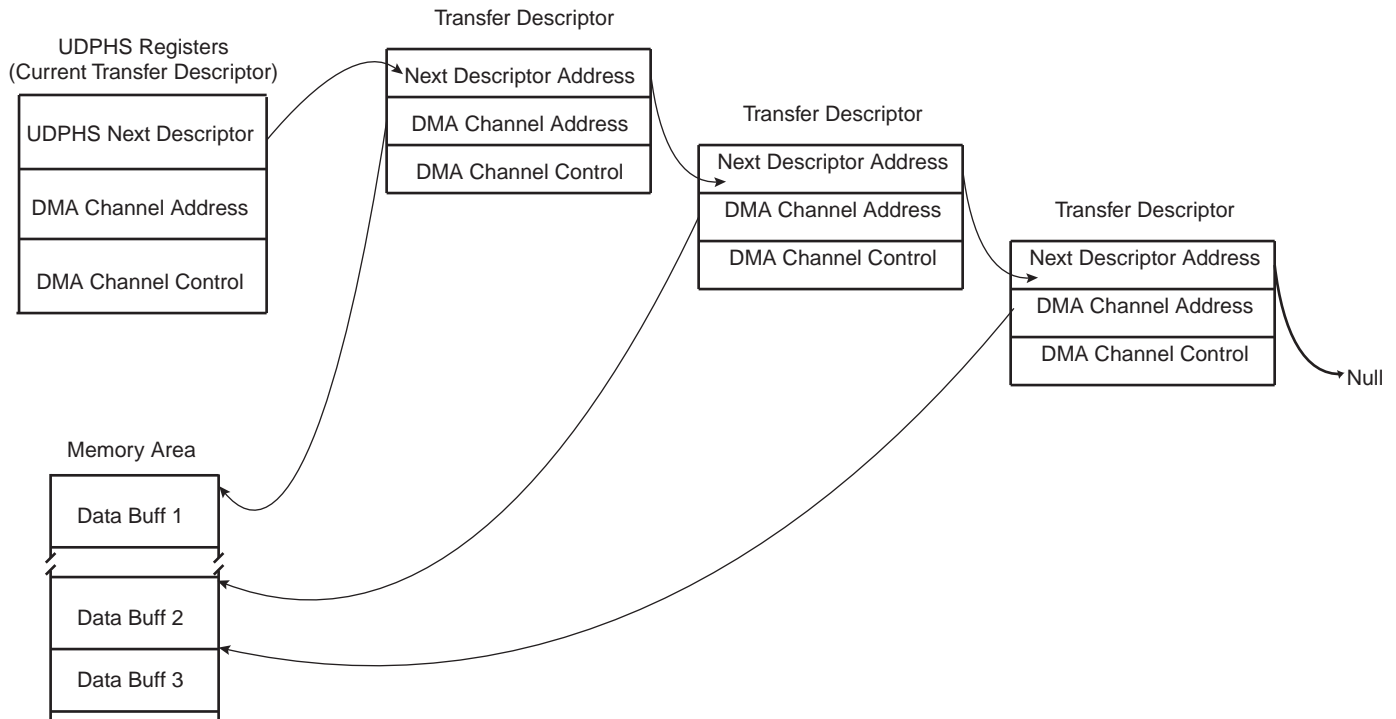 UDPHS Registers
(Current Transfer Descriptor)
UDPHS Next Descriptor
DMA Channel Address
DMA Channel Control
Transfer Descriptor
Next Descriptor Address
DMA Channel Address
DMA Channel Control
Transfer Descriptor
Next Descriptor Address
DMA Channel Address
DMA Channel Control
Transfer Descriptor
Next Descriptor Address
DMA Channel Address
DMA Channel Control
Null
Memory Area
Data Buff 1
Data Buff 2
Data Buff 3